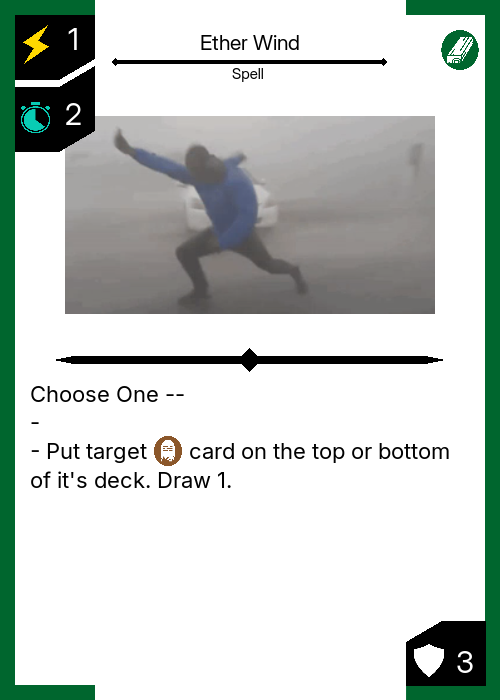 1
Ether Wind
Spell
2
Choose One --
-
- Put target card on the top or bottom
of it's deck. Draw 1.
3